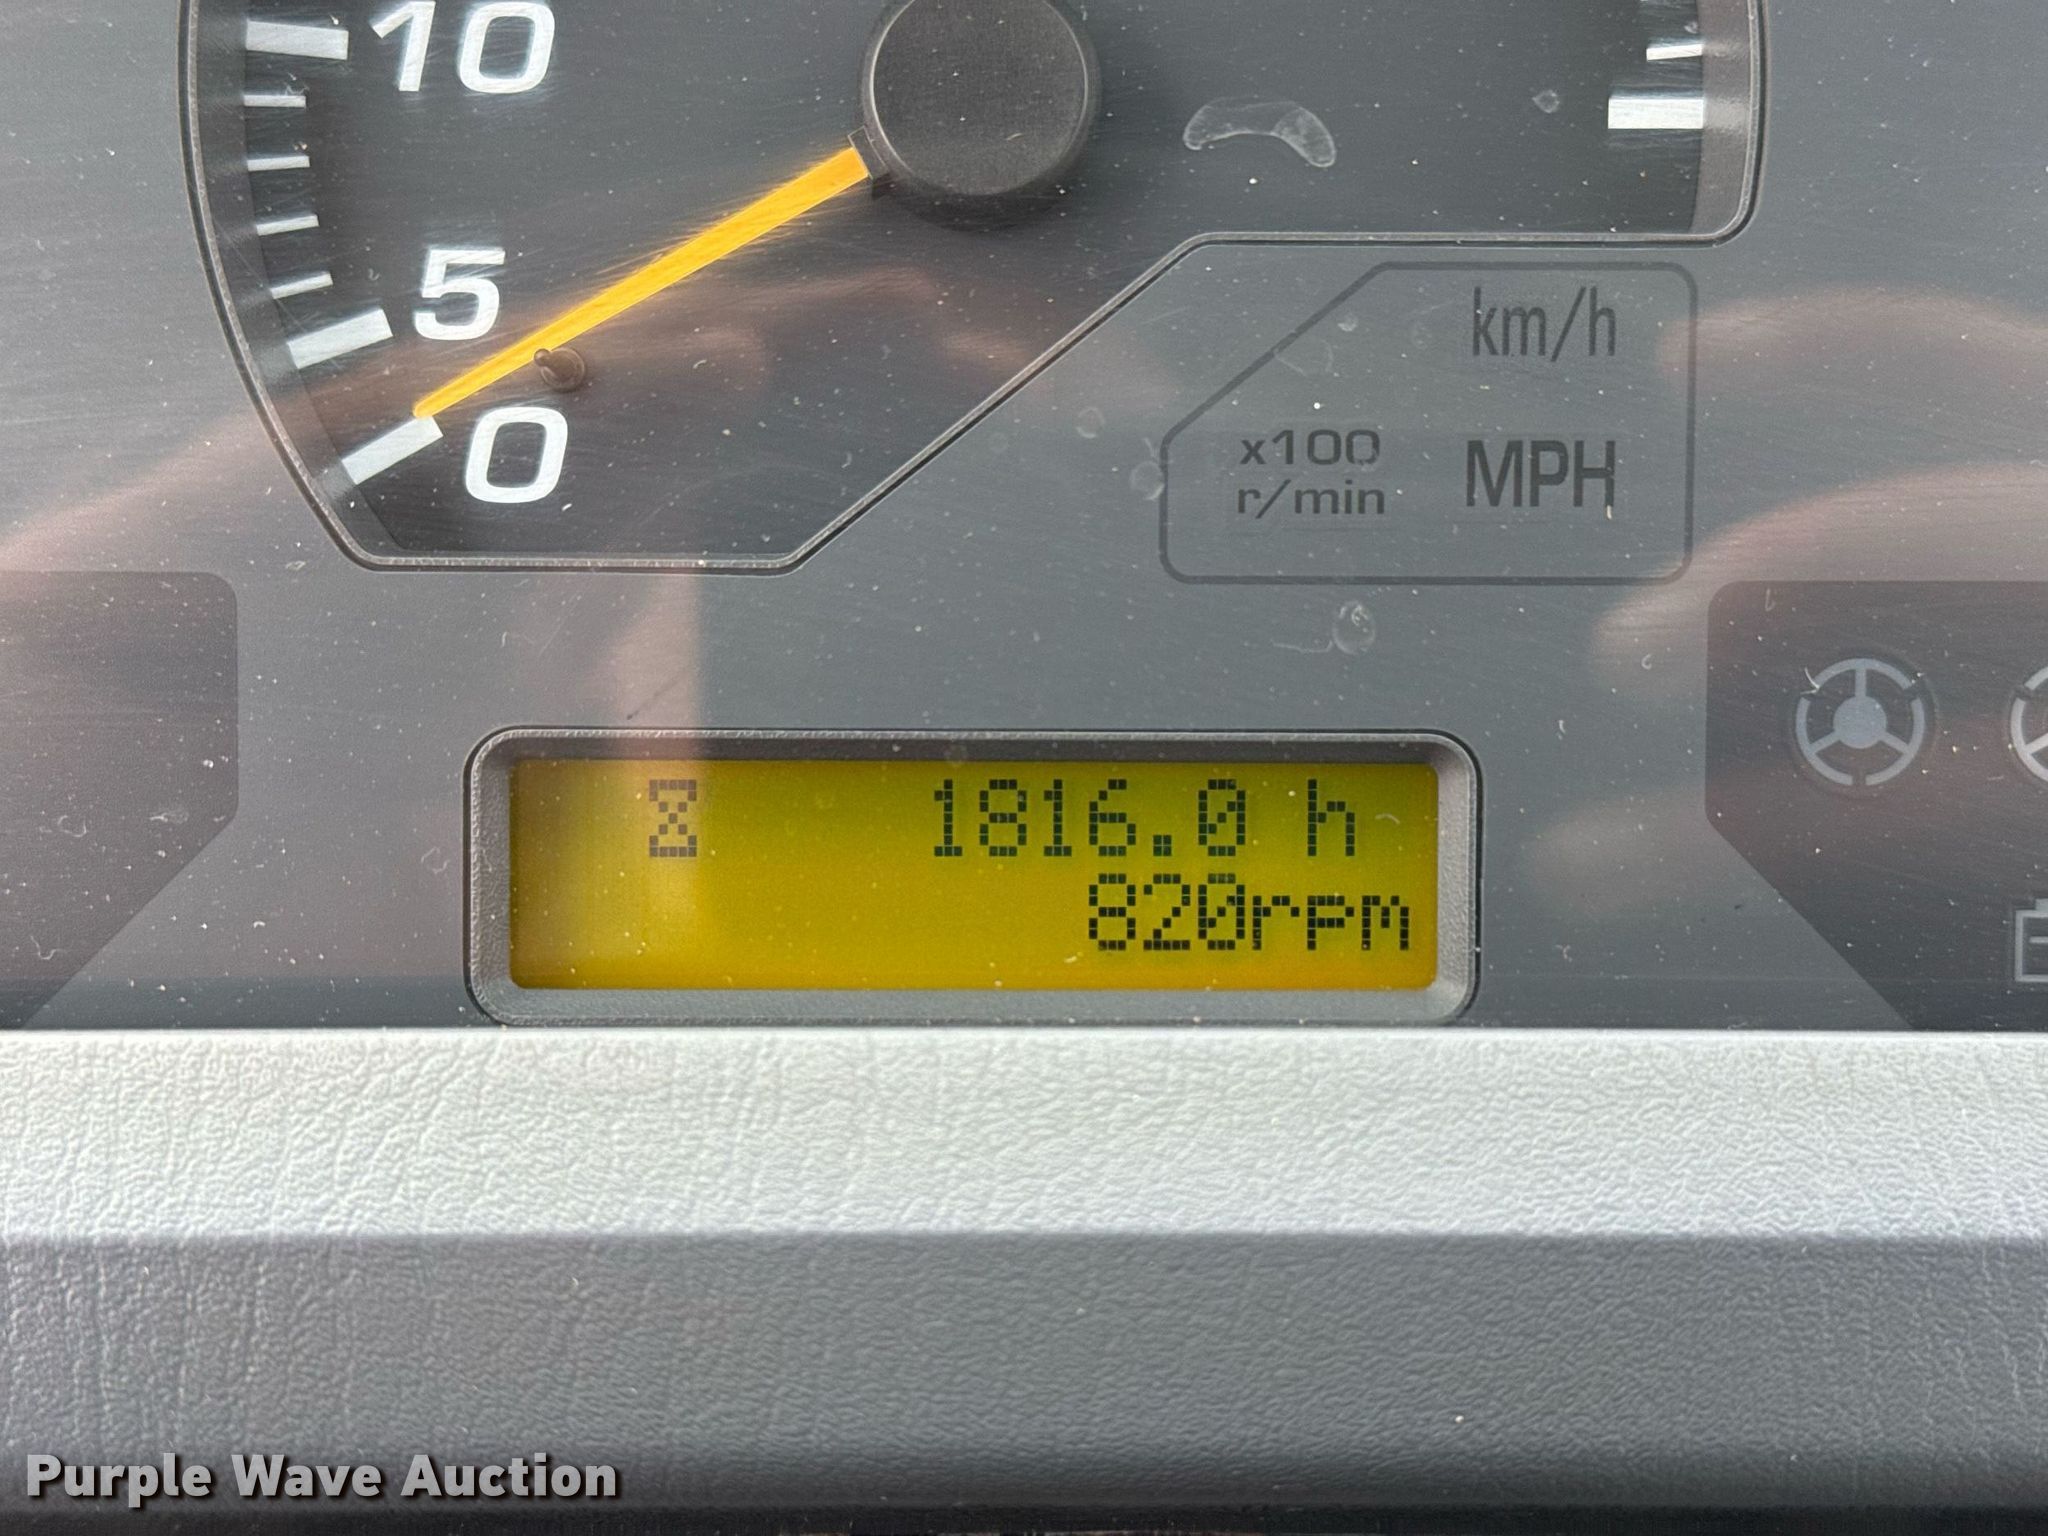 10
5
0
km/h
x100 MPH
r/min
1816.0 h
820rpm
Purple Wave Auction